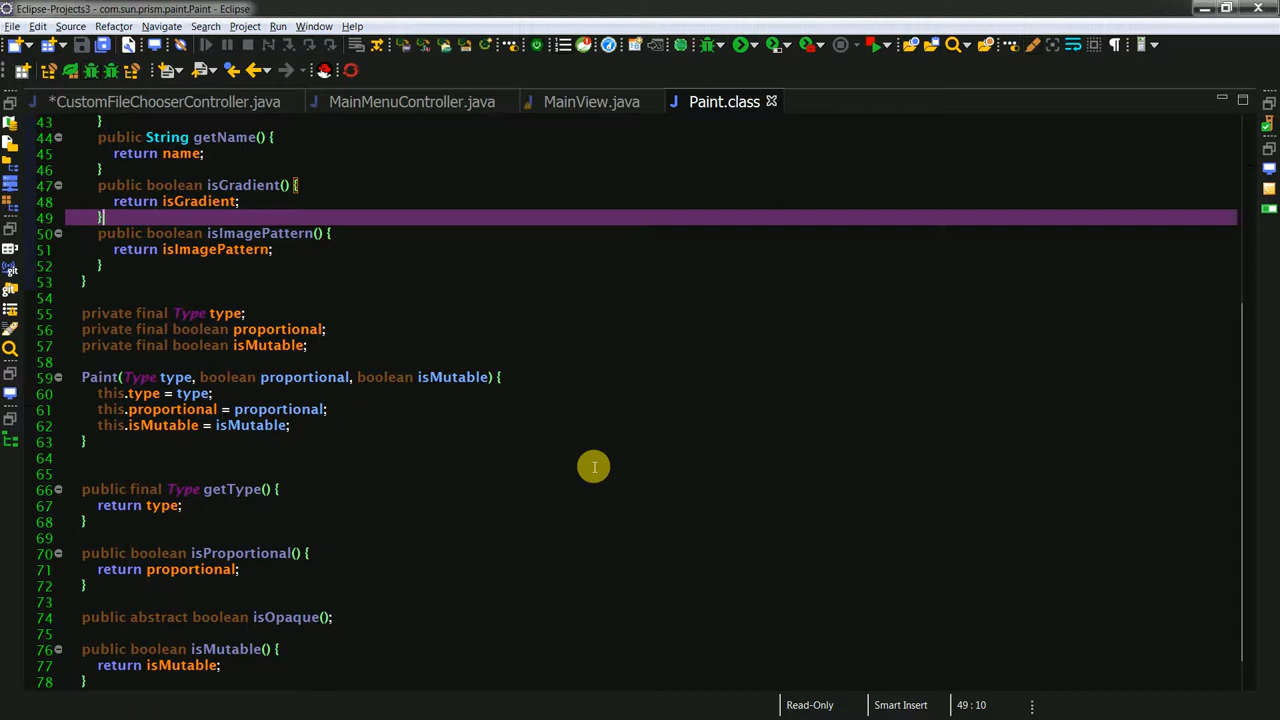 Eclipse-Projects3 - com.sun.prism.paint.Paint - Eclipse
File Edit Source Refactor Navigate Search Project Run Window Help
*CustomFileChooserController.java MainMenuController.java MainView.java Paint.class
43 }
44 public String getName() {
45 return name;
46 }
47 public boolean isGradient() {
48 return isGradient;
49 }
50 public boolean isImagePattern() {
51 return isImagePattern;
52 }
53 }
54
55 private final Type type;
56 private final boolean proportional;
57 private final boolean isMutable;
58
59 Paint(Type type, boolean proportional, boolean isMutable) {
60 this.type = type;
61 this.proportional = proportional;
62 this.isMutable = isMutable;
63 }
64
65
66 public final Type getType() {
67 return type;
68 }
69
70 public boolean isProportional() {
71 return proportional;
72 }
73
74 public abstract boolean isOpaque();
75
76 public boolean isMutable() {
77 return isMutable;
78 }
Read-Only Smart Insert 49 : 10